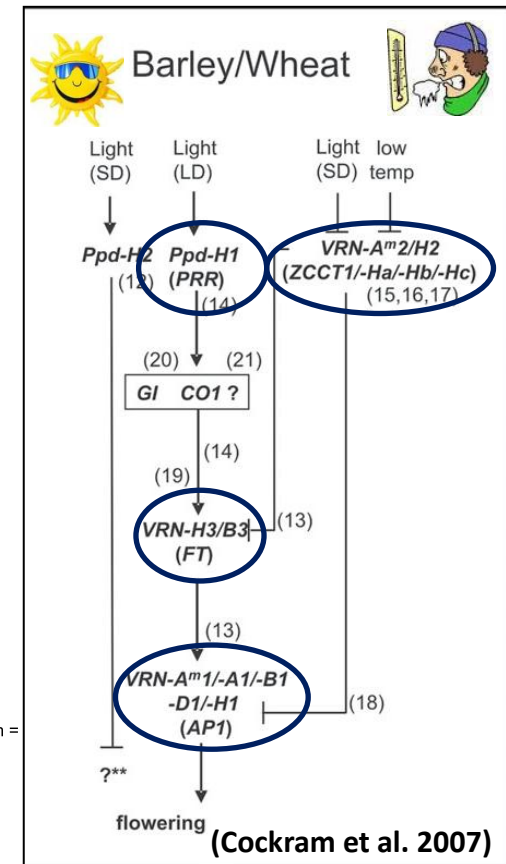 Barley/Wheat
Light (SD)
Light (LD)
Light (SD)
low temp
Ppd-H2
(12)
Ppd-H1
(PRR)
(14)
VRN-Aᵐ2/H2
(ZCCT1/-Ha/-Hb/-Hc)
(15,16,17)
(20)
(21)
GI CO1 ?
(14)
(19)
VRN-H3/B3
(FT)
(13)
(13)
VRN-Aᵐ1/-A1/-B1
-D1/-H1
(AP1)
(18)
n =
?**
flowering
(Cockram et al. 2007)